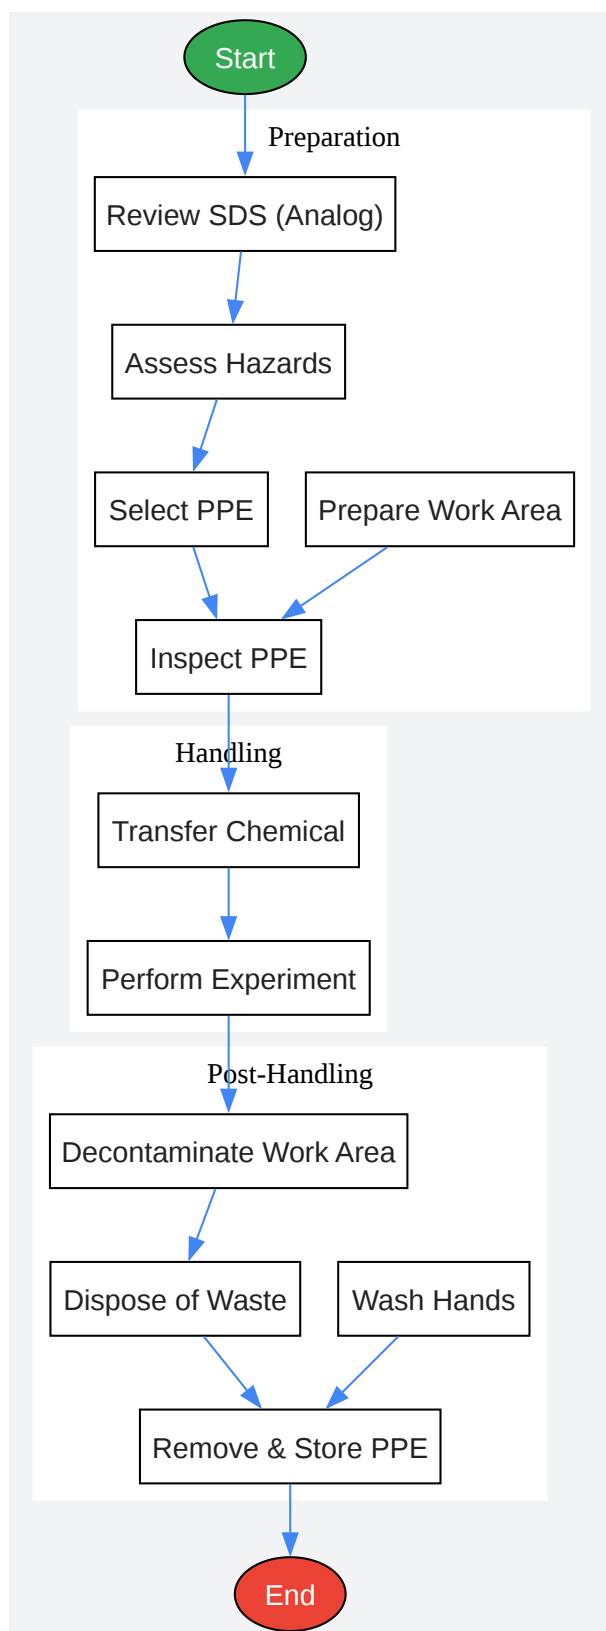 Start
Preparation
Review SDS (Analog)
Assess Hazards
Select PPE
Prepare Work Area
Inspect PPE
Handling
Transfer Chemical
Perform Experiment
Post-Handling
Decontaminate Work Area
Dispose of Waste
Wash Hands
Remove & Store PPE
End